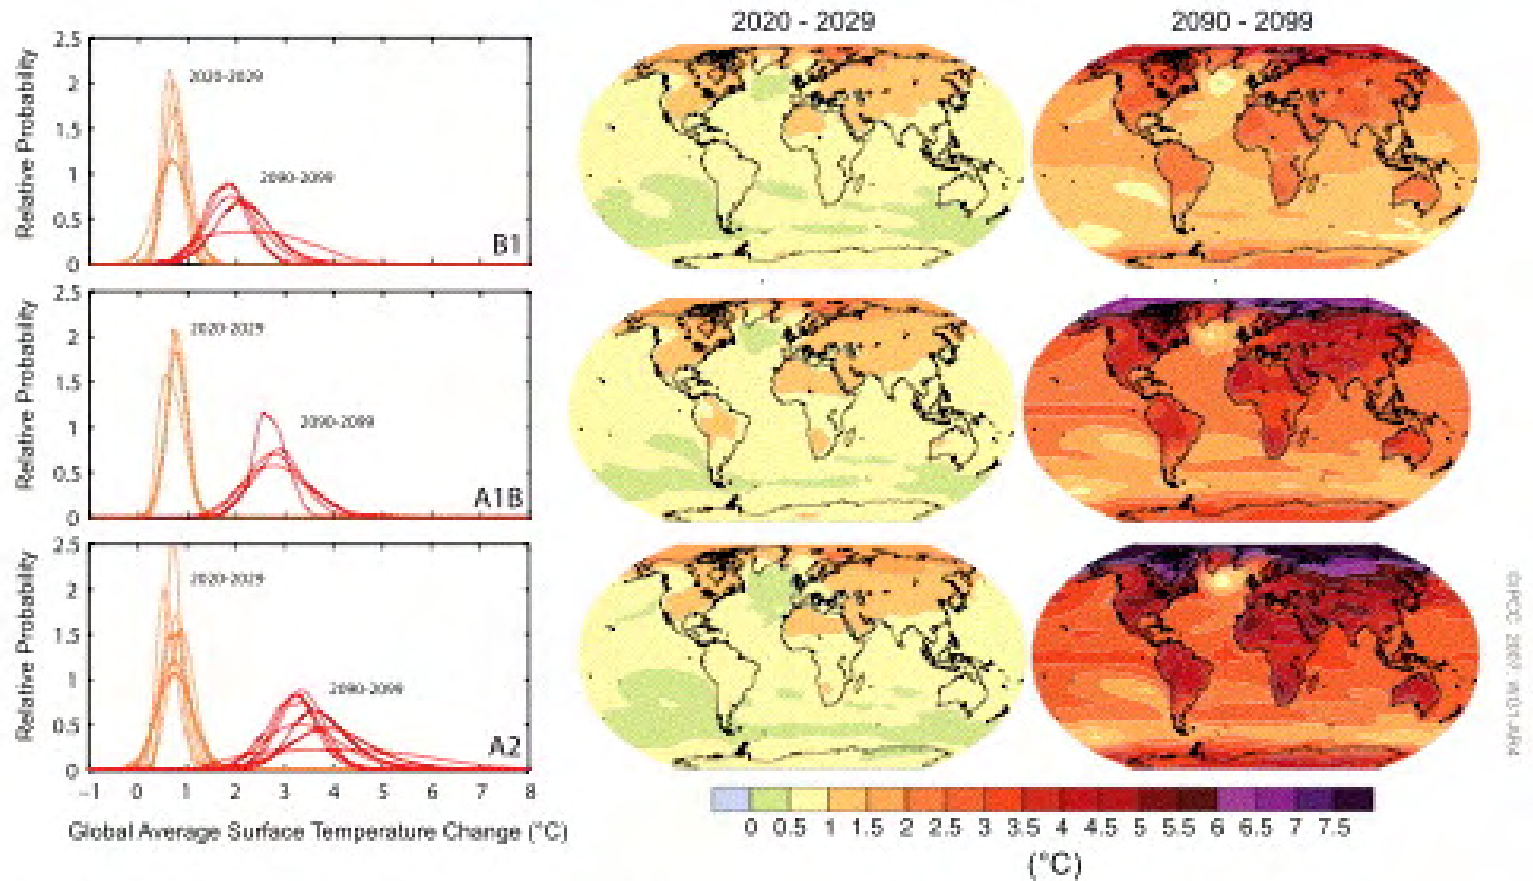 2020 - 2029
2090 - 2099
Relative Probability
2.5
2
1.5
1
0.5
0
2020-2029
2090-2099
B1
Relative Probability
2.5
2
1.5
1
0.5
0
2020-2029
2090-2099
A1B
Relative Probability
2.5
2
1.5
1
0.5
0
2020-2029
2090-2099
A2
−1 0 1 2 3 4 5 6 7 8
Global Average Surface Temperature Change (°C)
0 0.5 1 1.5 2 2.5 3 3.5 4 4.5 5 5.5 6 6.5 7 7.5
(°C)
©IPCC 2007: WG1-AR4